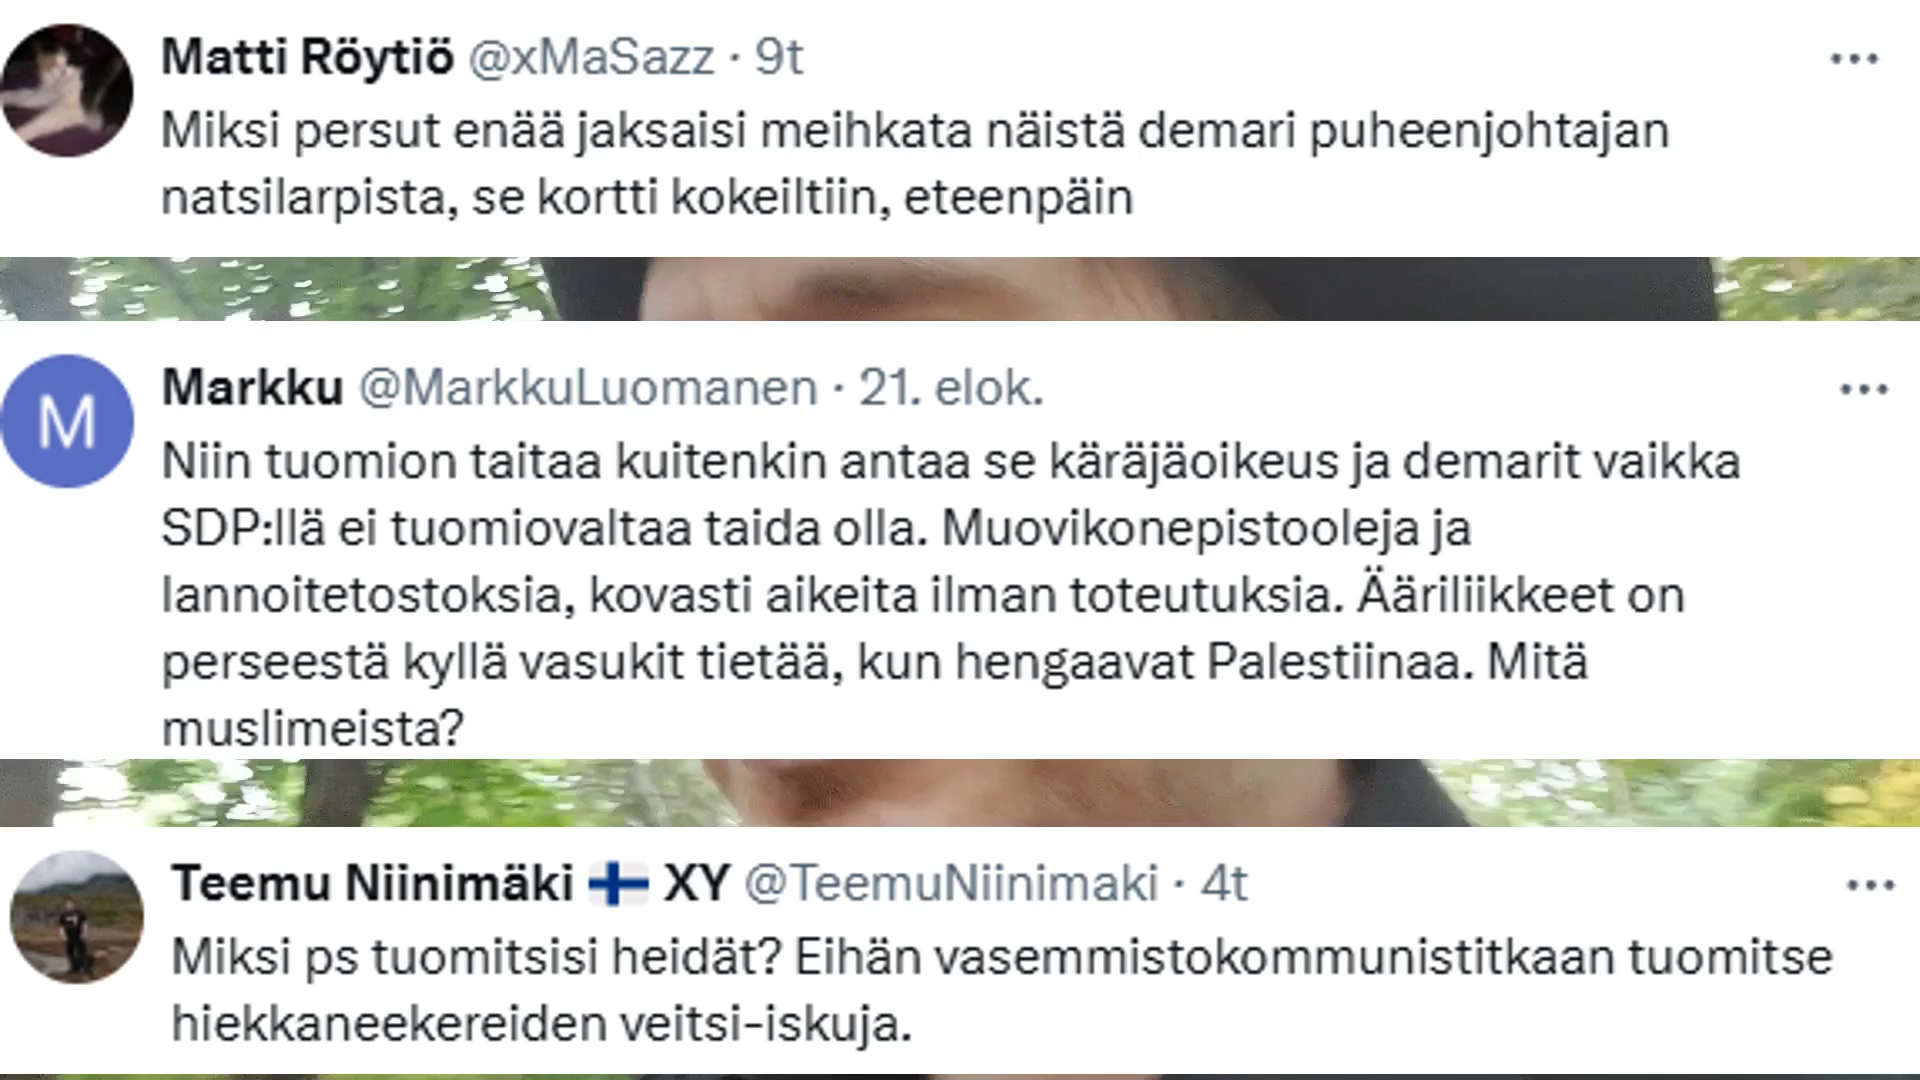 Matti Röytiö @xMaSazz · 9t
Miksi persut enää jaksaisi meihkata näistä demari puheenjohtajan
natsilarpista, se kortti kokeiltiin, eteenpäin
Markku @MarkkuLuomanen · 21. elok.
M
Niin tuomion taitaa kuitenkin antaa se käräjäoikeus ja demarit vaikka
SDP:llä ei tuomiovaltaa taida olla. Muovikonepistooleja ja
lannoitetostoksia, kovasti aikeita ilman toteutuksia. Ääriliikkeet on
perseestä kyllä vasukit tietää, kun hengaavat Palestiinaa. Mitä
muslimeista?
Teemu Niinimäki 🇫🇮 XY @TeemuNiinimaki · 4t
Miksi ps tuomitsisi heidät? Eihän vasemmistokommunistitkaan tuomitse
hiekkaneekereiden veitsi-iskuja.